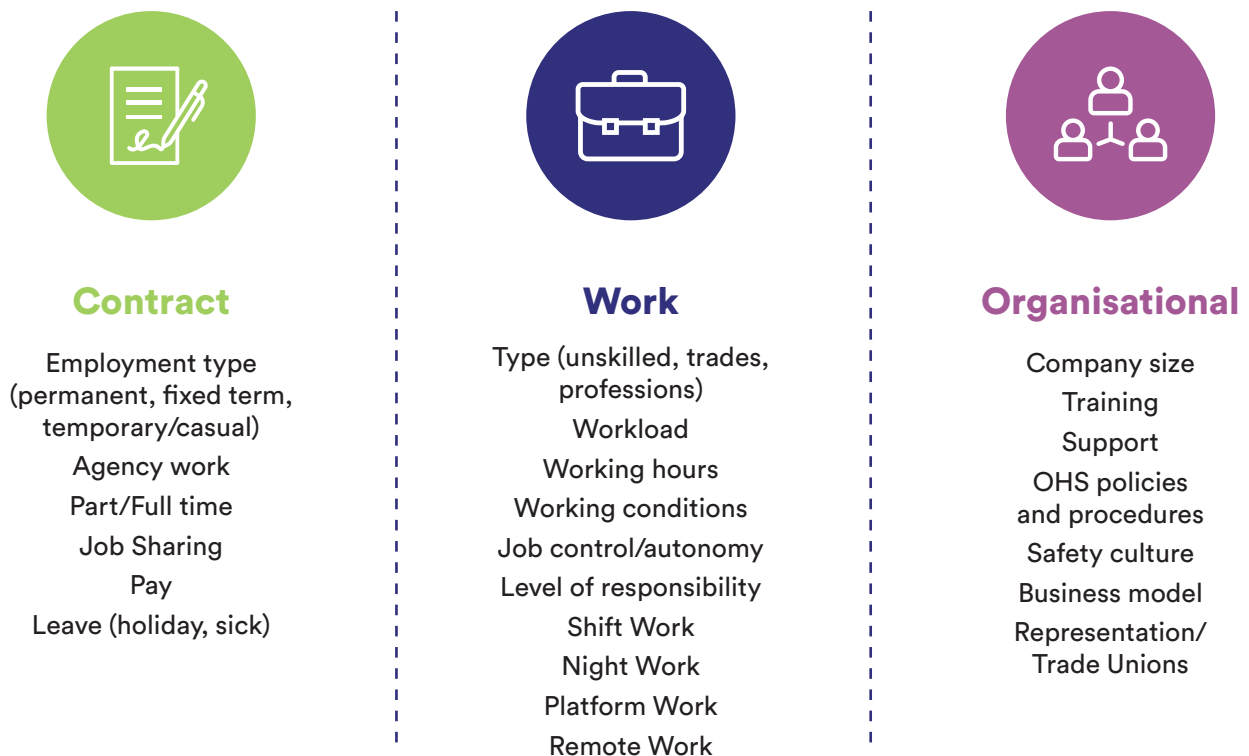 Contract
Employment type
(permanent, fixed term,
temporary/casual)
Agency work
Part/Full time
Job Sharing
Pay
Leave (holiday, sick)
Work
Type (unskilled, trades,
professions)
Workload
Working hours
Working conditions
Job control/autonomy
Level of responsibility
Shift Work
Night Work
Platform Work
Remote Work
Organisational
Company size
Training
Support
OHS policies
and procedures
Safety culture
Business model
Representation/
Trade Unions